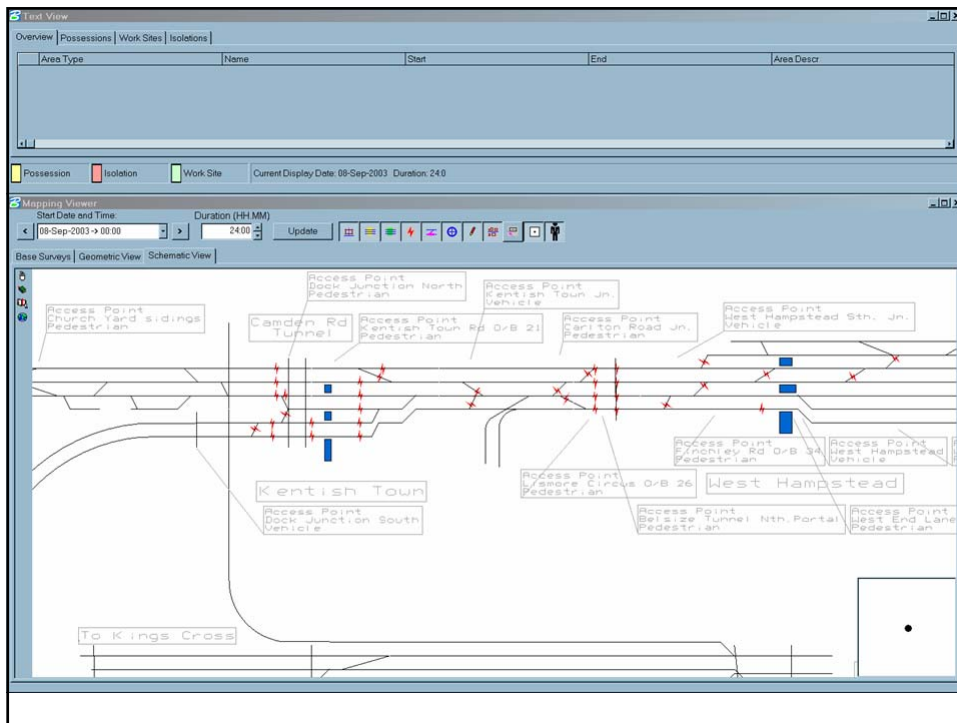 Text View
Overview Possessions Work Sites Isolations
Area Type Name Start End Area Descr
Possession Isolation Work Site Current Display Date: 08-Sep-2003 Duration: 24:0
Mapping Viewer
Start Date and Time: Duration (HH.MM)
< 08-Sep-2003 -> 00:00 > 24:00 Update
Base Surveys Geometric View Schematic View
Access Point
Church Yard sidings
Pedestrian
Access Point
Dock Junction North
Pedestrian
Camden Rd
Tunnel
Access Point
Kentish Town Rd O/B 21
Pedestrian
Access Point
Kentish Town Jn.
Vehicle
Access Point
Carlton Road Jn.
Pedestrian
Access Point
West Hampstead Sth. Jn.
Vehicle
Kentish Town
Access Point
Dock Junction South
Vehicle
Access Point
Lismore Circus O/B 26
Pedestrian
Access Point
Finchley Rd O/B 34
Pedestrian
Access Point
West Hampstead
Vehicle
West Hampstead
Access Point
Belsize Tunnel Nth.Portal
Pedestrian
Access Point
West End Lane
Pedestrian
To Kings Cross